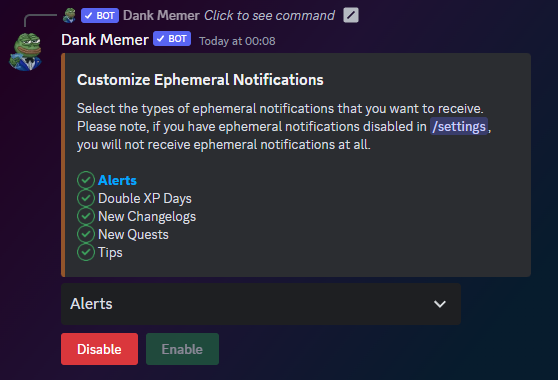 BOT Dank Memer Click to see command
Dank Memer BOT Today at 00:08
Customize Ephemeral Notifications
Select the types of ephemeral notifications that you want to receive.
Please note, if you have ephemeral notifications disabled in /settings,
you will not receive ephemeral notifications at all.
Alerts
Double XP Days
New Changelogs
New Quests
Tips
Alerts
Disable Enable